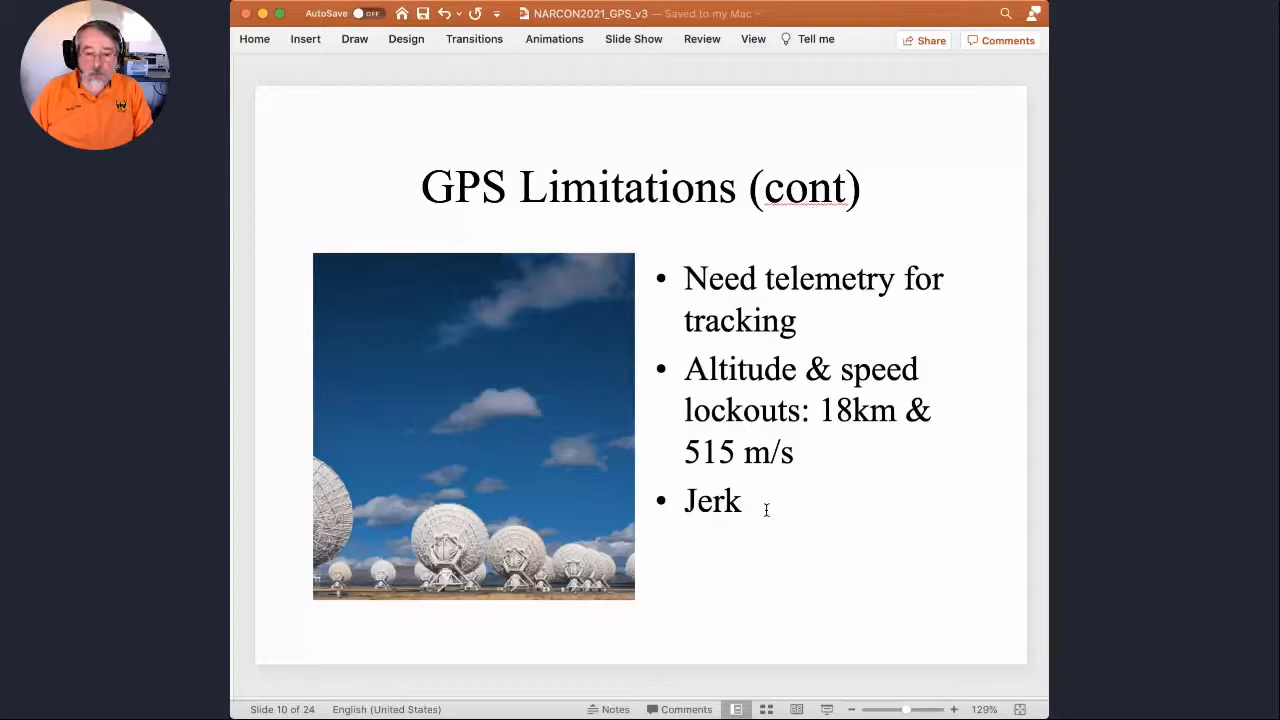 AutoSave OFF NARCON2021_GPS_v3 — Saved to my Mac
Home Insert Draw Design Transitions Animations Slide Show Review View Tell me Share Comments
GPS Limitations (cont)
• Need telemetry for
tracking
• Altitude & speed
lockouts: 18km &
515 m/s
• Jerk
Slide 10 of 24 English (United States) Notes Comments 129%